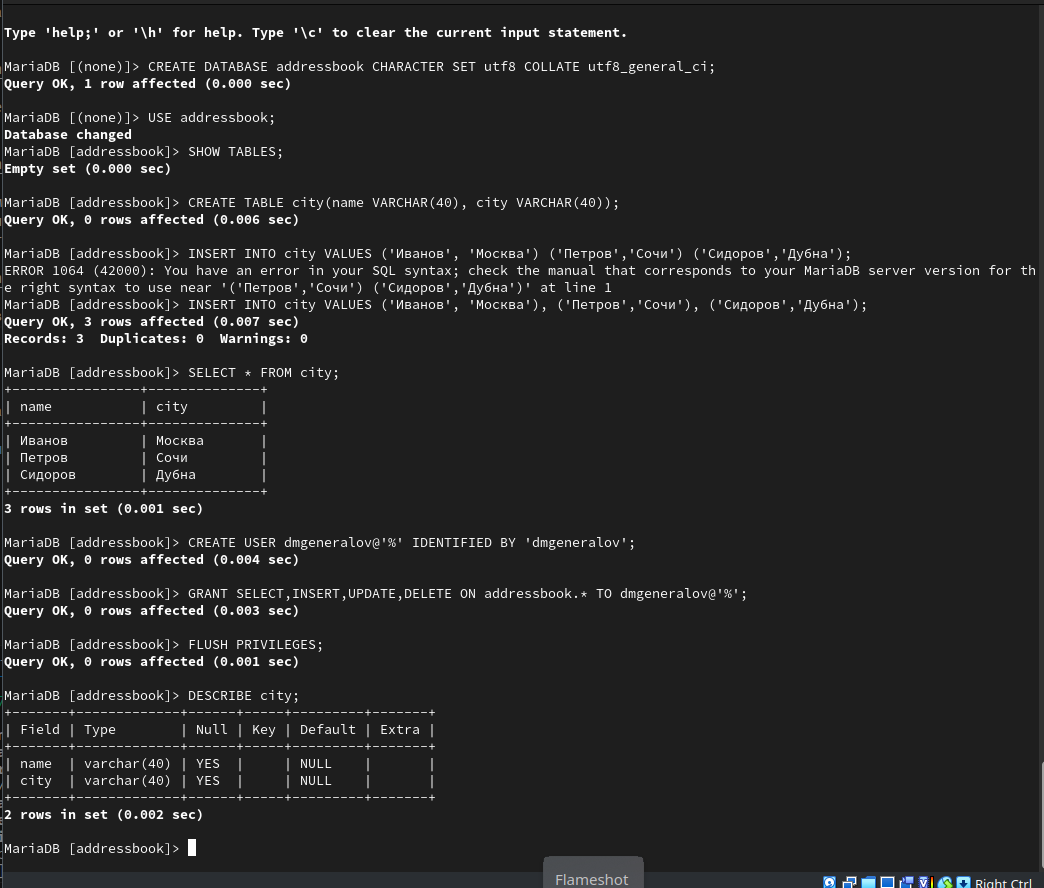 Type 'help;' or '\h' for help. Type '\c' to clear the current input statement.
MariaDB [(none)]> CREATE DATABASE addressbook CHARACTER SET utf8 COLLATE utf8_general_ci;
Query OK, 1 row affected (0.000 sec)
MariaDB [(none)]> USE addressbook;
Database changed
MariaDB [addressbook]> SHOW TABLES;
Empty set (0.000 sec)
MariaDB [addressbook]> CREATE TABLE city(name VARCHAR(40), city VARCHAR(40));
Query OK, 0 rows affected (0.006 sec)
MariaDB [addressbook]> INSERT INTO city VALUES ('Иванов', 'Москва') ('Петров','Сочи') ('Сидоров','Дубна');
ERROR 1064 (42000): You have an error in your SQL syntax; check the manual that corresponds to your MariaDB server version for th
e right syntax to use near '('Петров','Сочи') ('Сидоров','Дубна')' at line 1
MariaDB [addressbook]> INSERT INTO city VALUES ('Иванов', 'Москва'), ('Петров','Сочи'), ('Сидоров','Дубна');
Query OK, 3 rows affected (0.007 sec)
Records: 3  Duplicates: 0  Warnings: 0
MariaDB [addressbook]> SELECT * FROM city;
+----------------+--------------+
| name           | city         |
+----------------+--------------+
| Иванов         | Москва       |
| Петров         | Сочи         |
| Сидоров        | Дубна        |
+----------------+--------------+
3 rows in set (0.001 sec)
MariaDB [addressbook]> CREATE USER dmgeneralov@'%' IDENTIFIED BY 'dmgeneralov';
Query OK, 0 rows affected (0.004 sec)
MariaDB [addressbook]> GRANT SELECT,INSERT,UPDATE,DELETE ON addressbook.* TO dmgeneralov@'%';
Query OK, 0 rows affected (0.003 sec)
MariaDB [addressbook]> FLUSH PRIVILEGES;
Query OK, 0 rows affected (0.001 sec)
MariaDB [addressbook]> DESCRIBE city;
+-------+-------------+------+-----+---------+-------+
| Field | Type        | Null | Key | Default | Extra |
+-------+-------------+------+-----+---------+-------+
| name  | varchar(40) | YES  |     | NULL    |       |
| city  | varchar(40) | YES  |     | NULL    |       |
+-------+-------------+------+-----+---------+-------+
2 rows in set (0.002 sec)
MariaDB [addressbook]>
Flameshot
Right Ctrl